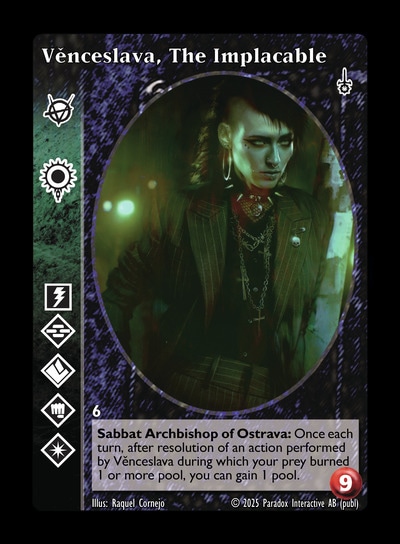 Věnceslava, The Implacable
6
Sabbat Archbishop of Ostrava: Once each
turn, after resolution of an action performed
by Věnceslava during which your prey burned
1 or more pool, you can gain 1 pool.
9
Illus: Raquel Cornejo © 2025 Paradox Interactive AB (publ)